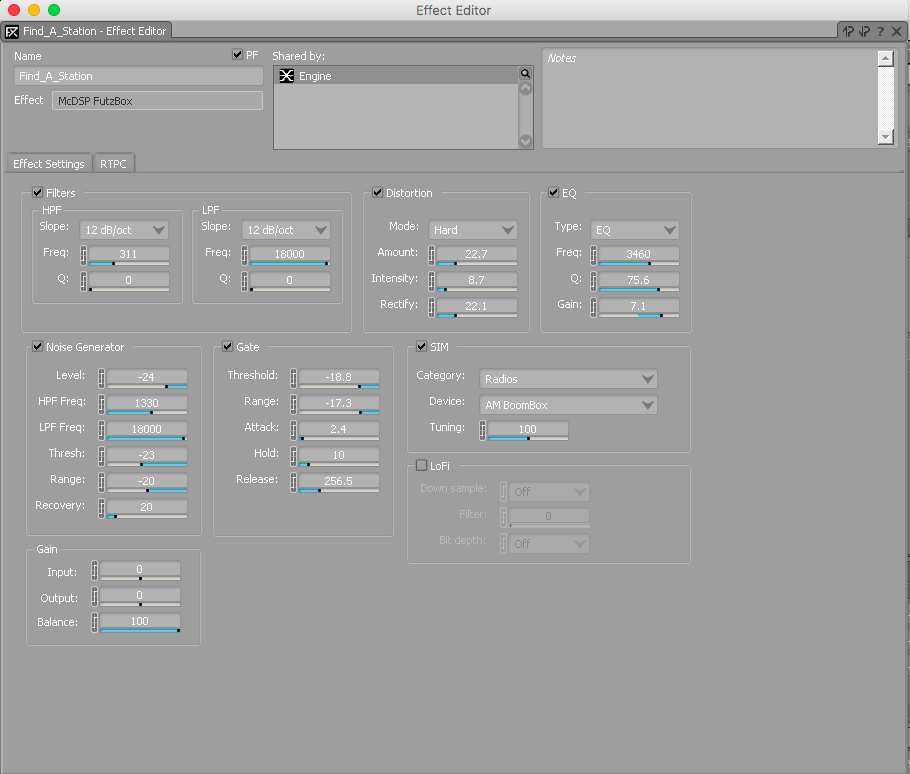 Effect Editor
Find_A_Station - Effect Editor
?
Name
PF
Shared by:
Find_A_Station
Engine
Notes
Effect
McDSP FutzBox
Effect Settings
RTPC
Filters
HPF
Slope: 12 dB/oct
Freq: 311
Q: 0
LPF
Slope: 12 dB/oct
Freq: 18000
Q: 0
Distortion
Mode: Hard
Amount: 22.7
Intensity: 8.7
Rectify: 22.1
EQ
Type: EQ
Freq: 3460
Q: 75.6
Gain: 7.1
Noise Generator
Level: -24
HPF Freq: 1330
LPF Freq: 18000
Thresh: -23
Range: -20
Recovery: 20
Gate
Threshold: -18.8
Range: -17.3
Attack: 2.4
Hold: 10
Release: 256.5
SIM
Category: Radios
Device: AM BoomBox
Tuning: 100
LoFi
Down sample: Off
Filter: 0
Bit depth: Off
Gain
Input: 0
Output: 0
Balance: 100